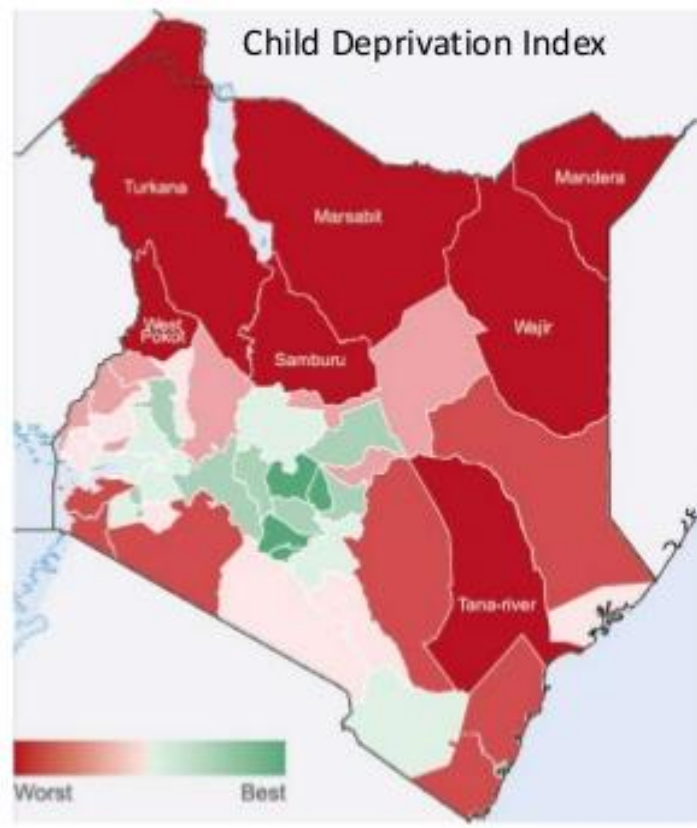 Child Deprivation Index
Mandera
Turkana
Marsabit
West
Pokot
Wajir
Samburu
Tana-river
Worst
Best